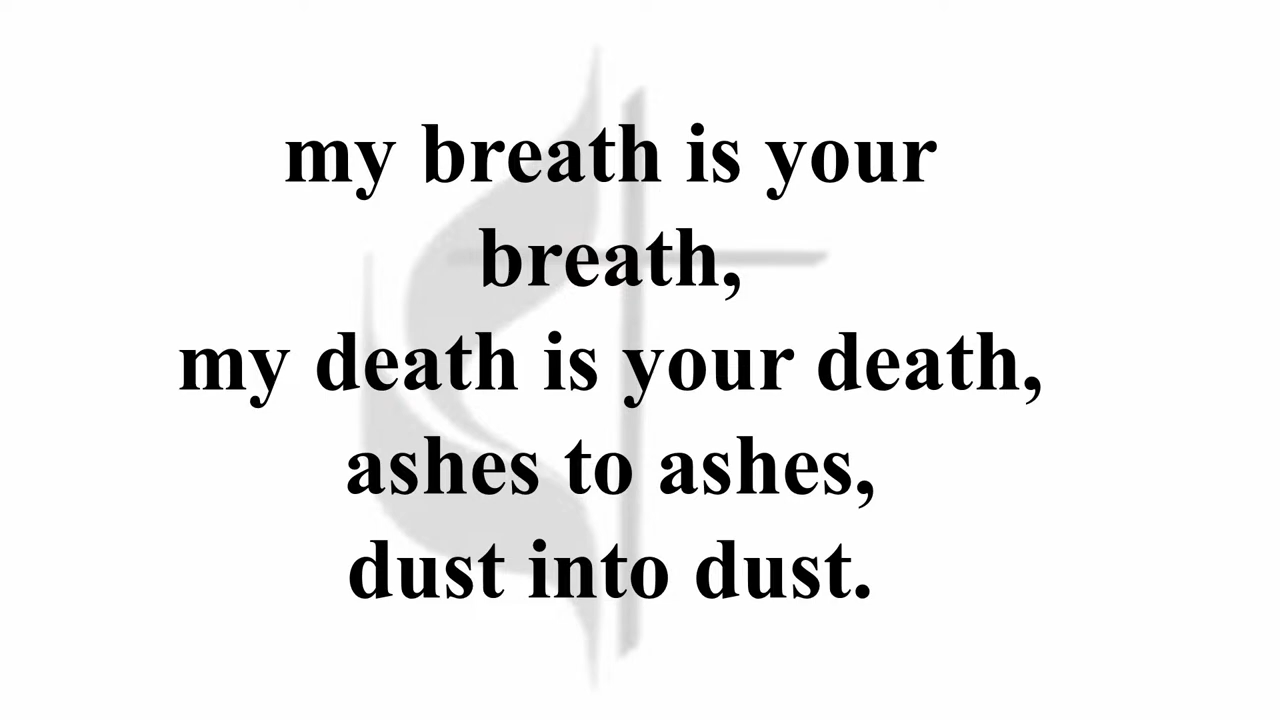 my breath is your
breath,
my death is your death,
ashes to ashes,
dust into dust.